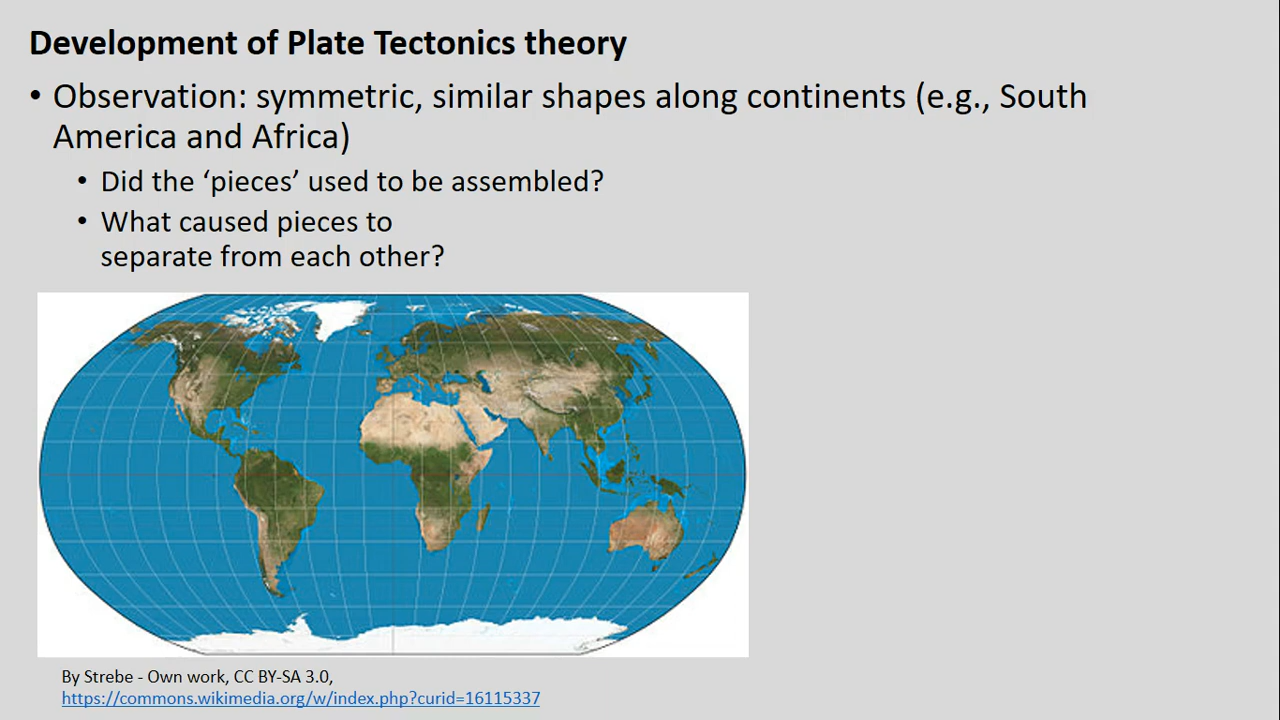 Development of Plate Tectonics theory
• Observation: symmetric, similar shapes along continents (e.g., South
America and Africa)
• Did the ‘pieces’ used to be assembled?
• What caused pieces to
separate from each other?
By Strebe - Own work, CC BY-SA 3.0,
https://commons.wikimedia.org/w/index.php?curid=16115337